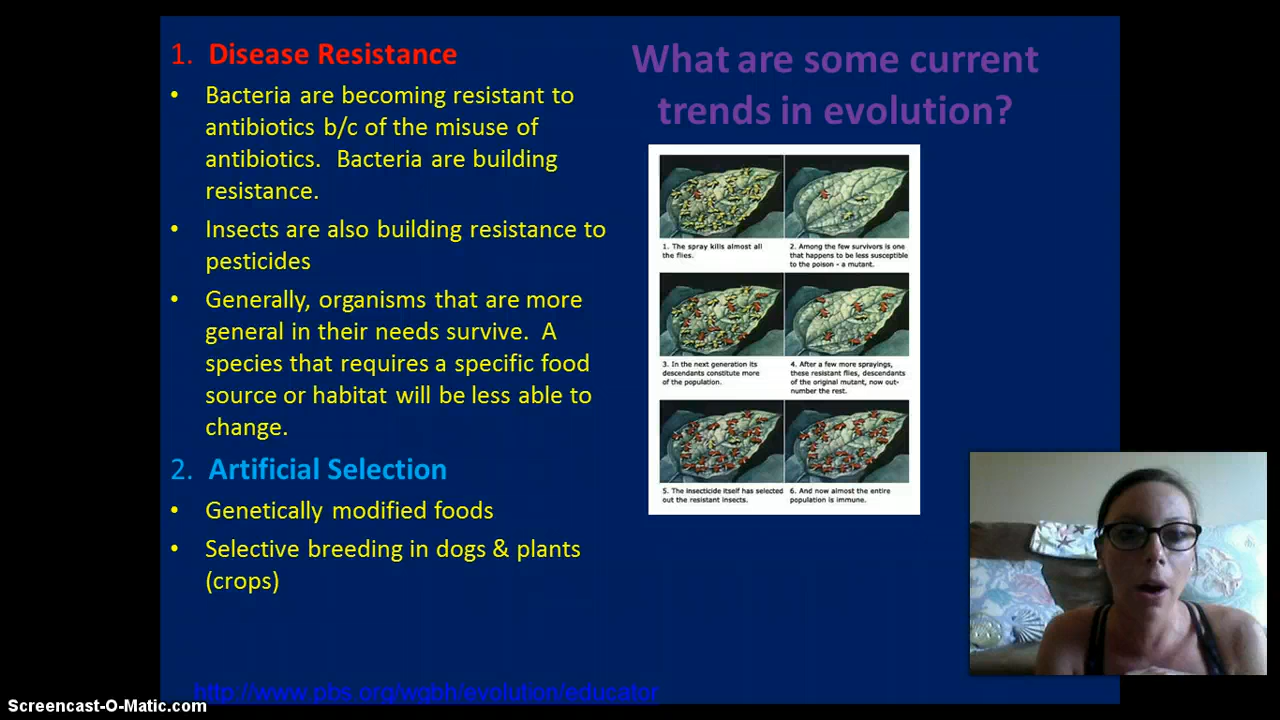 1. Disease Resistance
• Bacteria are becoming resistant to
antibiotics b/c of the misuse of
antibiotics. Bacteria are building
resistance.
• Insects are also building resistance to
pesticides
• Generally, organisms that are more
general in their needs survive. A
species that requires a specific food
source or habitat will be less able to
change.
2. Artificial Selection
• Genetically modified foods
• Selective breeding in dogs & plants
(crops)
What are some current
trends in evolution?
1. The spray kills almost all
the flies.
2. Among the few survivors is one
that happens to be less susceptible
to the poison - a mutant.
3. In the next generation its
descendants constitute more
of the population.
4. After a few more sprayings,
these resistant flies, descendants
of the original mutant, now out-
number the rest.
5. The insecticide itself has selected
out the resistant insects.
6. And now almost the entire
population is immune.
http://www.pbs.org/wgbh/evolution/educator
Screencast-O-Matic.com